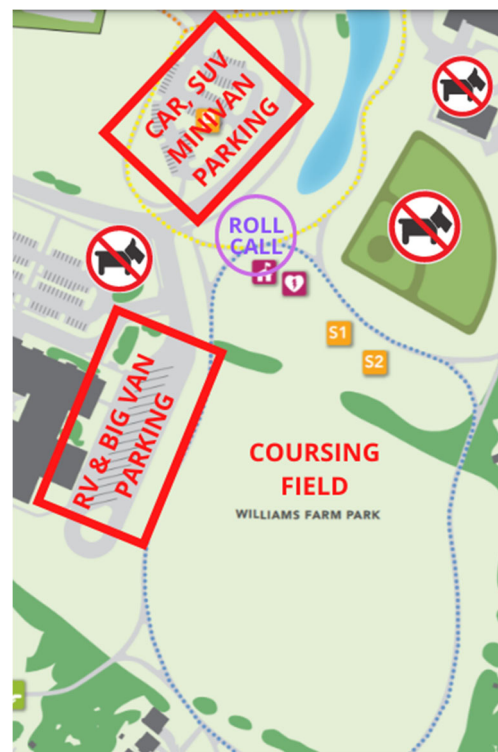 CAR, SUV
MINIVAN
PARKING
ROLL
CALL
S1
S2
RV & BIG VAN
PARKING
COURSING
FIELD
WILLIAMS FARM PARK